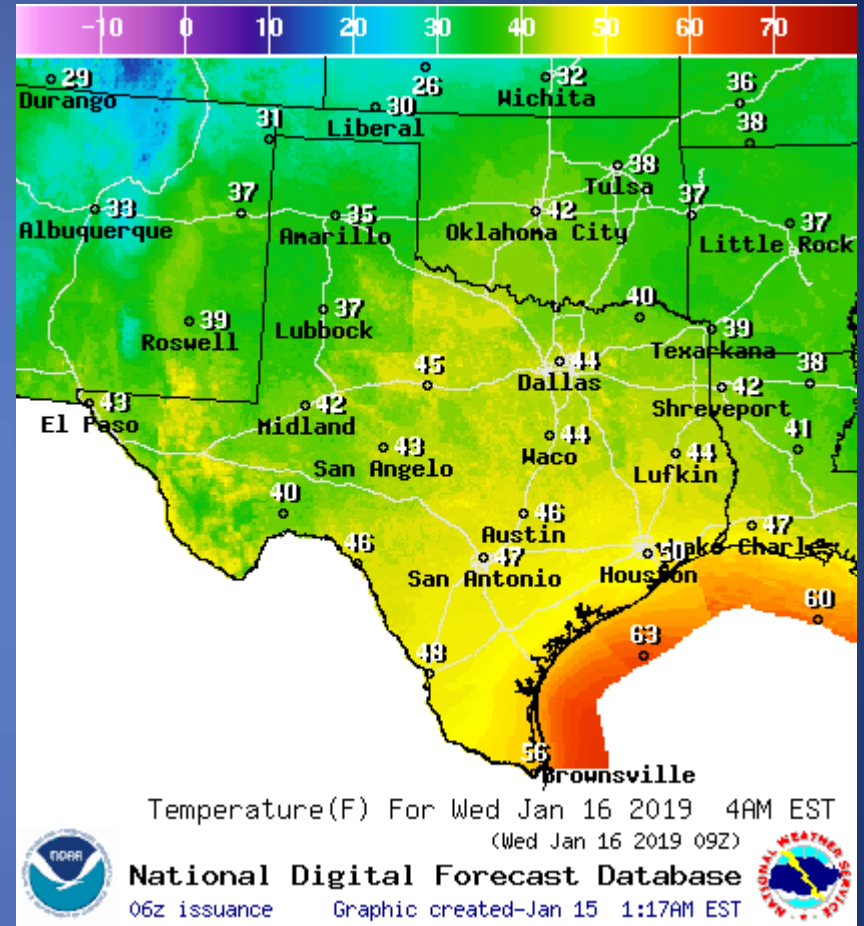 -10 0 10 20 30 40 50 60 70
29 26 32 36
Durango 30 Wichita
31 Liberal 38
38
Tulsa
33 37 35 42 37 37
Albuquerque Amarillo Oklahoma City Little Rock
39 37 40 39
Roswell Lubbock Texarkana
45 44 38
Dallas 42
43 42 Shreveport
El Paso Midland 44 41
43 Waco 44
San Angelo Lufkin
40 46 47
46 Austin Lake Charles
47 50
San Antonio Houston
48 63 60
56
Brownsville
Temperature(F) For Wed Jan 16 2019 4AM EST
(Wed Jan 16 2019 09Z)
NOAA
National Digital Forecast Database
06z issuance Graphic created-Jan 15 1:17AM EST
NATIONAL WEATHER SERVICE